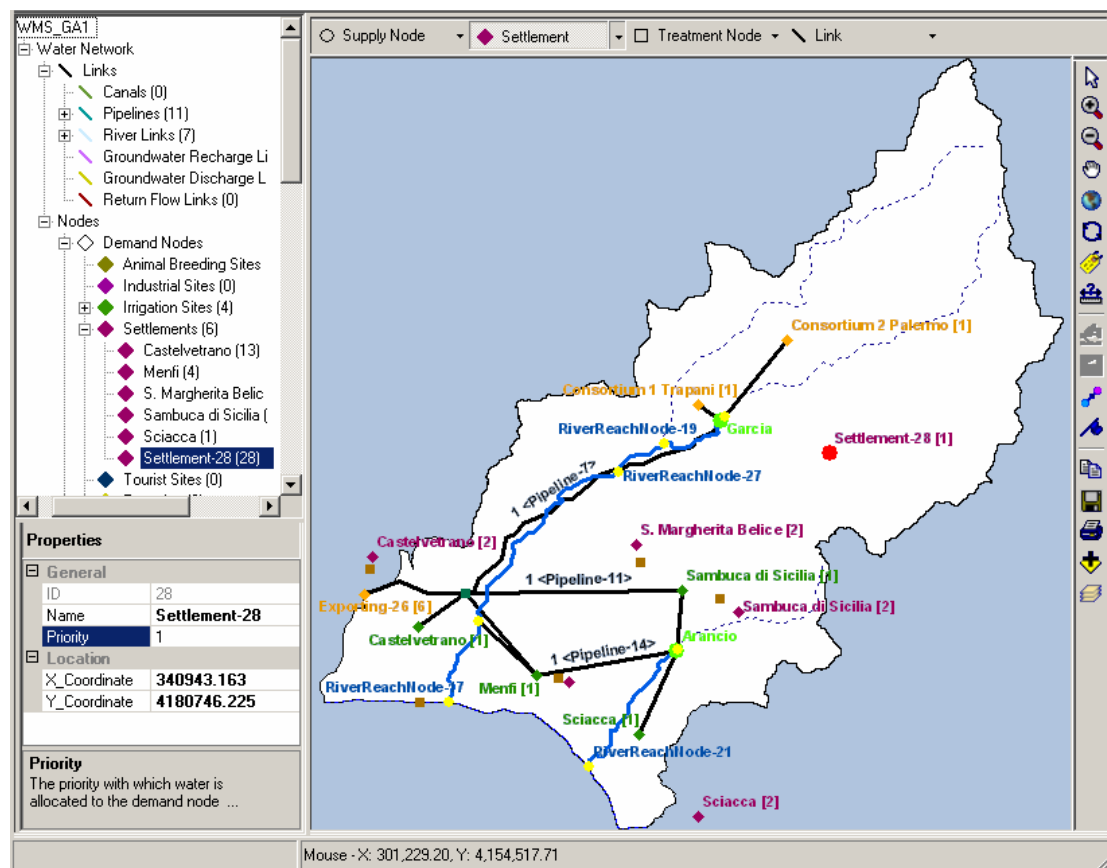 WMS_GA1
Water Network
Links
Canals (0)
Pipelines (11)
River Links (7)
Groundwater Recharge Li
Groundwater Discharge L
Return Flow Links (0)
Nodes
Demand Nodes
Animal Breeding Sites
Industrial Sites (0)
Irrigation Sites (4)
Settlements (6)
Castelvetrano (13)
Menfi (4)
S. Margherita Belic
Sambuca di Sicilia (
Sciacca (1)
Settlement-28 (28)
Tourist Sites (0)
Properties
General
ID 28
Name Settlement-28
Priority 1
Location
X_Coordinate 340943.163
Y_Coordinate 4180746.225
Priority
The priority with which water is
allocated to the demand node ...
Supply Node Settlement Treatment Node Link
Consortium 2 Palermo [1]
Consortium 1 Trapani [1]
Garcia
RiverReachNode-19
Settlement-28 [1]
RiverReachNode-27
1 <Pipeline-7>
S. Margherita Belice [2]
Castelvetrano [2]
1 <Pipeline-11>
Sambuca di Sicilia [1]
Exporting-26 [6]
Sambuca di Sicilia [2]
Castelvetrano [1]
Arancio
1 <Pipeline-14>
Menfi [1]
Sciacca [1]
RiverReachNode-21
Sciacca [2]
Mouse - X: 301,229.20, Y: 4,154,517.71